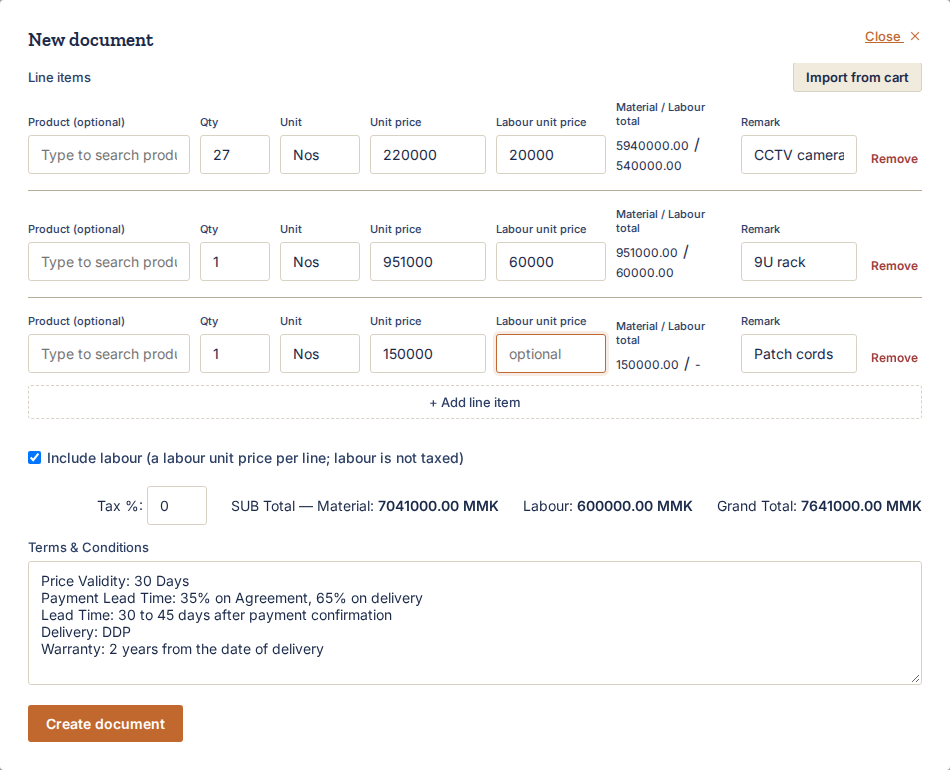 New document
Close ×
Line items
Import from cart
Product (optional) Qty Unit Unit price Labour unit price Material / Labour total Remark
Type to search produ 27 Nos 220000 20000 5940000.00 / 540000.00 CCTV camera Remove
Product (optional) Qty Unit Unit price Labour unit price Material / Labour total Remark
Type to search produ 1 Nos 951000 60000 951000.00 / 60000.00 9U rack Remove
Product (optional) Qty Unit Unit price Labour unit price Material / Labour total Remark
Type to search produ 1 Nos 150000 optional 150000.00 / - Patch cords Remove
+ Add line item
Include labour (a labour unit price per line; labour is not taxed)
Tax %: 0 SUB Total — Material: 7041000.00 MMK Labour: 600000.00 MMK Grand Total: 7641000.00 MMK
Terms & Conditions
Price Validity: 30 Days
Payment Lead Time: 35% on Agreement, 65% on delivery
Lead Time: 30 to 45 days after payment confirmation
Delivery: DDP
Warranty: 2 years from the date of delivery
Create document